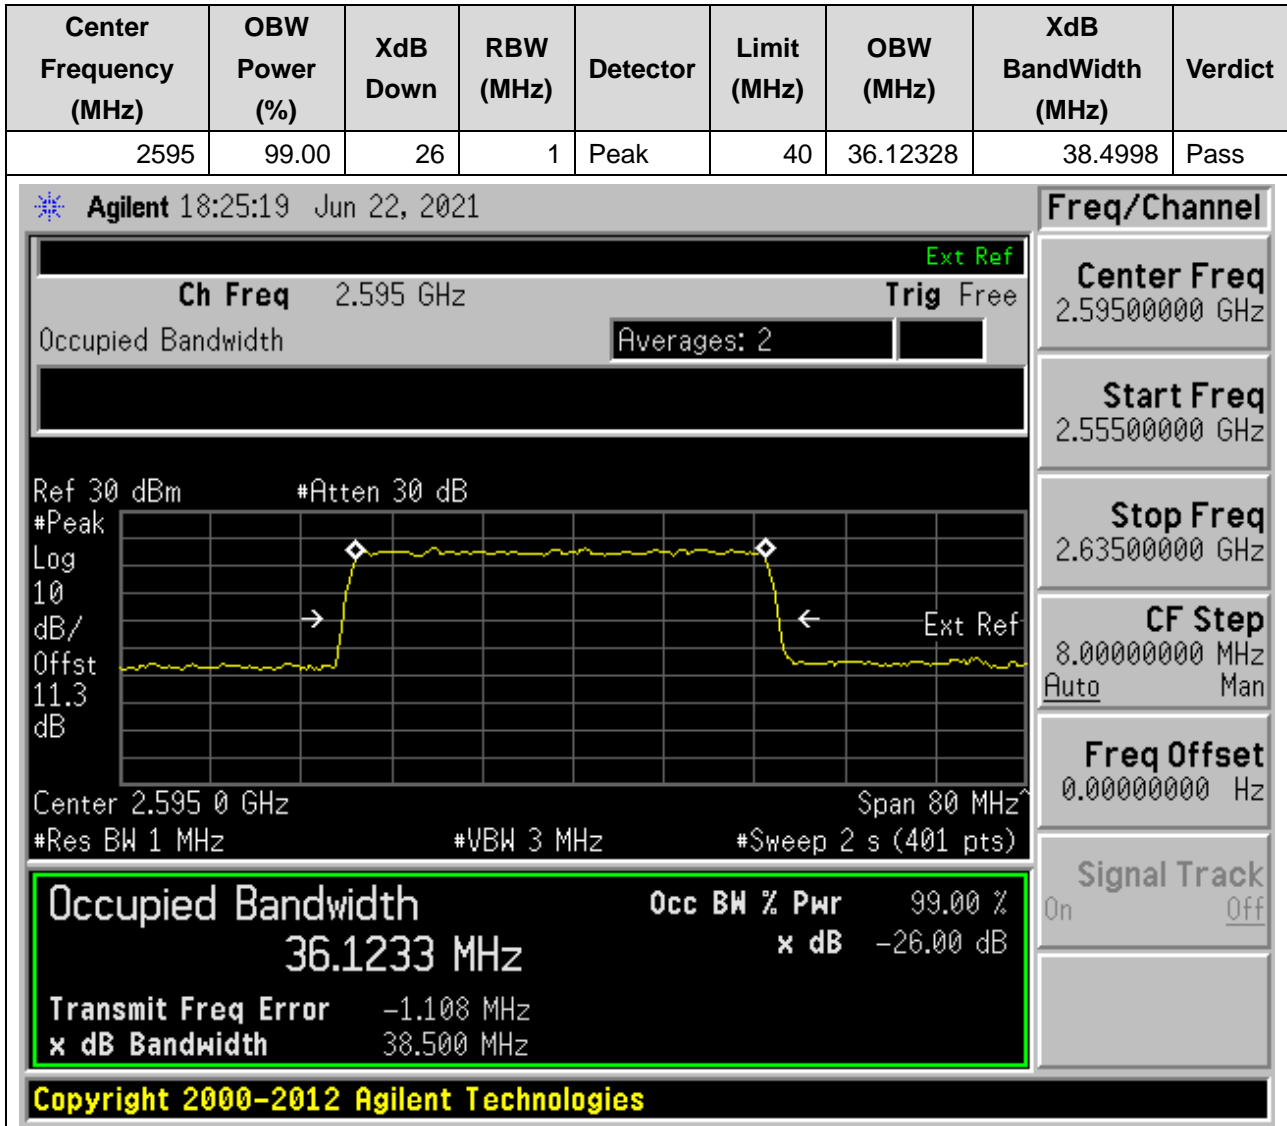 Center Frequency (MHz) OBW Power (%) XdB Down RBW (MHz) Detector Limit (MHz) OBW (MHz) XdB BandWidth (MHz) Verdict
2595 99.00 26 1 Peak 40 36.12328 38.4998 Pass
Agilent 18:25:19 Jun 22, 2021
Freq/Channel
Ext Ref
Ch Freq 2.595 GHz Trig Free
Occupied Bandwidth Averages: 2
Center Freq
2.59500000 GHz
Start Freq
2.55500000 GHz
Stop Freq
2.63500000 GHz
CF Step
8.00000000 MHz
Auto Man
Freq Offset
0.00000000 Hz
Signal Track
On Off
Ref 30 dBm #Atten 30 dB
#Peak
Log
10
dB/
Offst
11.3
dB
Ext Ref
Center 2.595 0 GHz Span 80 MHz^
#Res BW 1 MHz #VBW 3 MHz #Sweep 2 s (401 pts)
Occupied Bandwidth Occ BW % Pwr 99.00 %
36.1233 MHz x dB -26.00 dB
Transmit Freq Error -1.108 MHz
x dB Bandwidth 38.500 MHz
Copyright 2000-2012 Agilent Technologies